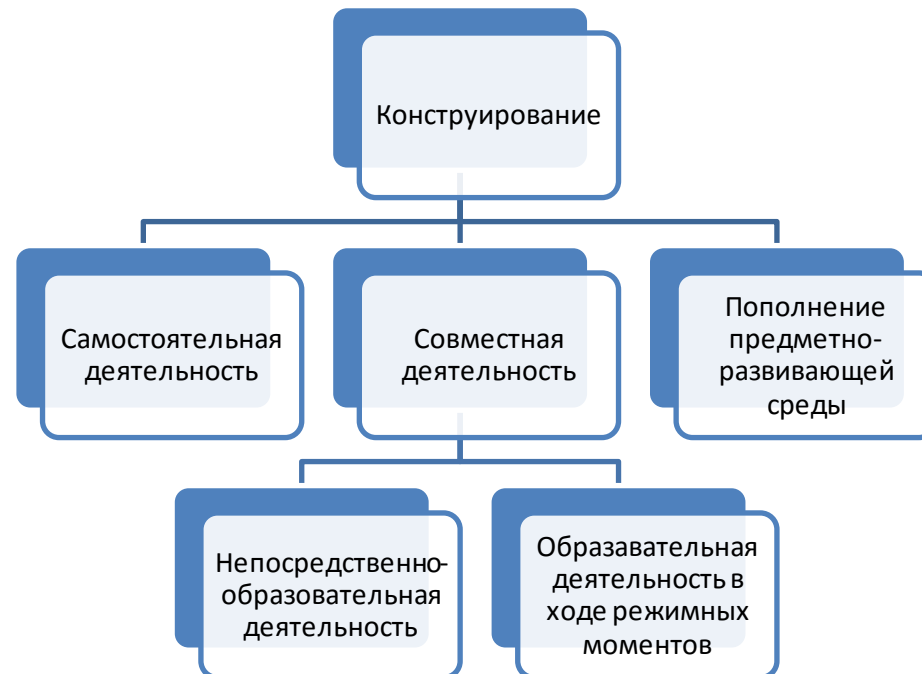 Конструирование
Самостоятельная
деятельность
Совместная
деятельность
Пополнение
предметно-
развивающей
среды
Непосредственно-
образовательная
деятельность
Образавательная
деятельность в
ходе режимных
моментов